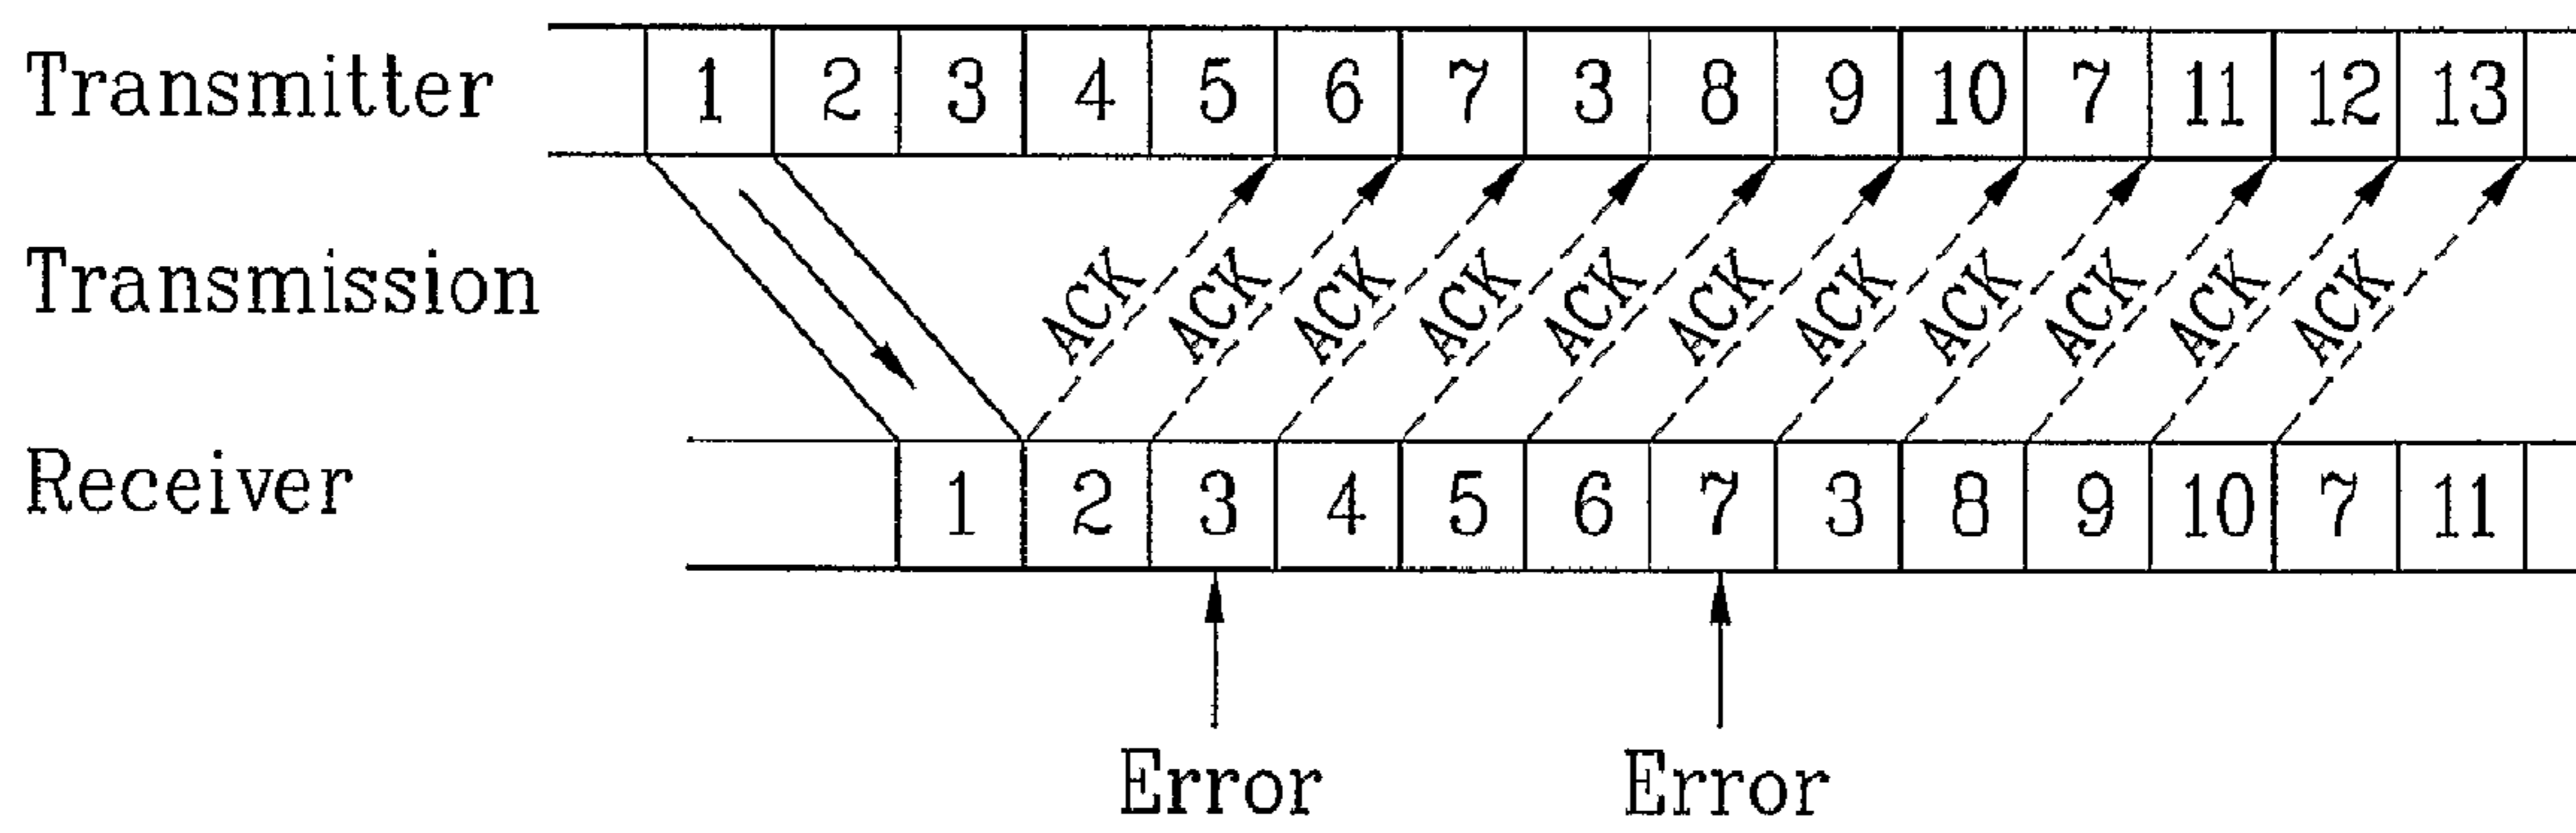 Transmitter 1 2 3 4 5 6 7 3 8 9 10 7 11 12 13
Transmission ACK ACK ACK ACK ACK ACK ACK ACK ACK ACK ACK
Receiver 1 2 3 4 5 6 7 3 8 9 10 7 11
Error Error